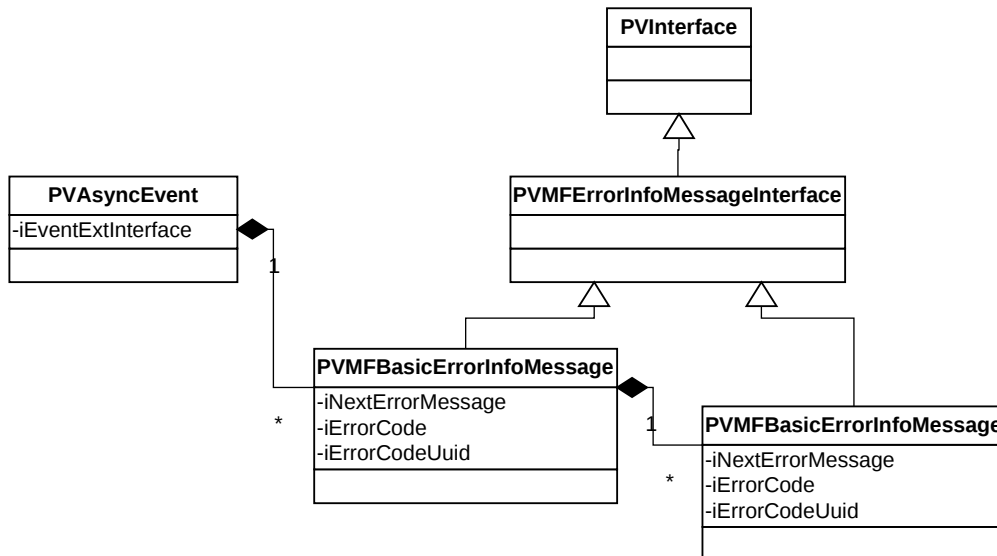 PVInterface
PVAsyncEvent
-iEventExtInterface
PVMFErrorInfoMessageInterface
1
*
PVMFBasicErrorInfoMessage
-iNextErrorMessage
-iErrorCode
-iErrorCodeUuid
1
*
PVMFBasicErrorInfoMessage
-iNextErrorMessage
-iErrorCode
-iErrorCodeUuid